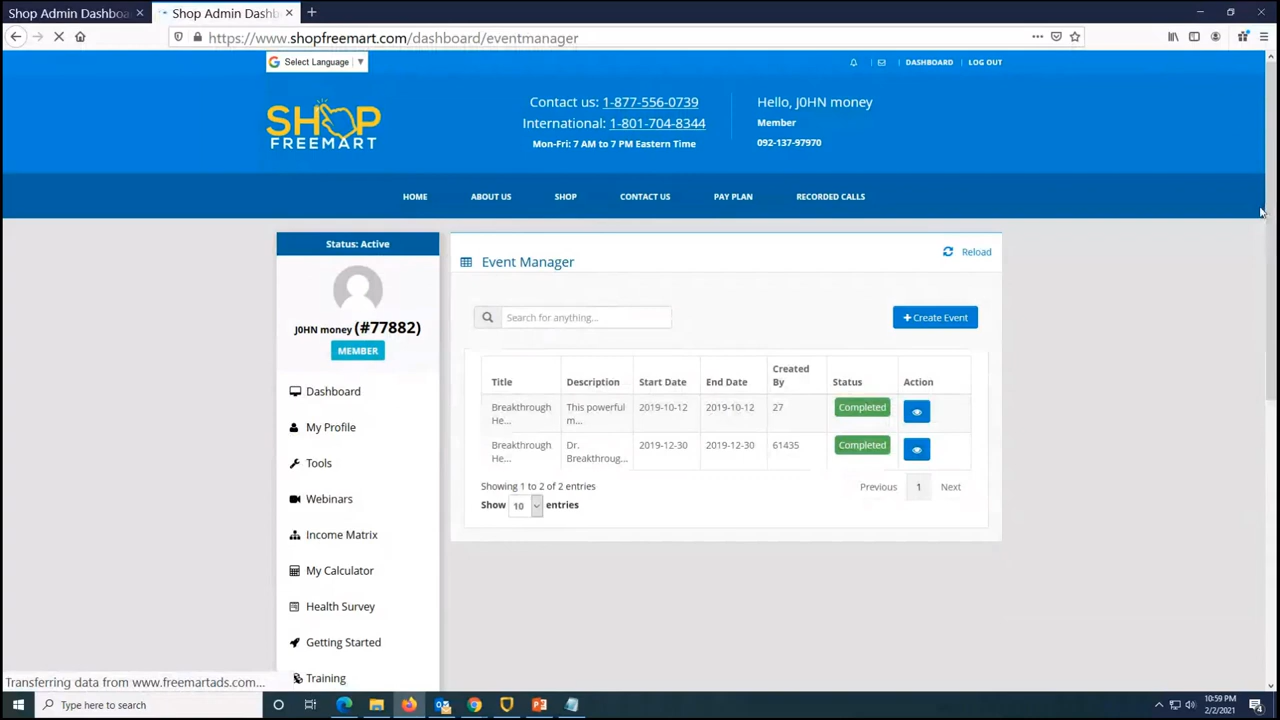 Shop Admin Dashboa
Shop Admin Dashb
https://www.shopfreemart.com/dashboard/eventmanager
Select Language
DASHBOARD
LOG OUT
SHOP
FREEMART
Contact us: 1-877-556-0739
International: 1-801-704-8344
Mon-Fri: 7 AM to 7 PM Eastern Time
Hello, J0HN money
Member
092-137-97970
HOME
ABOUT US
SHOP
CONTACT US
PAY PLAN
RECORDED CALLS
Status: Active
J0HN money (#77882)
MEMBER
Dashboard
My Profile
Tools
Webinars
Income Matrix
My Calculator
Health Survey
Getting Started
Training
Event Manager
Reload
Search for anything...
+ Create Event
Title
Description
Start Date
End Date
Created
By
Status
Action
Breakthrough
He...
This powerful
m...
2019-10-12
2019-10-12
27
Completed
Breakthrough
He...
Dr.
Breakthroug...
2019-12-30
2019-12-30
61435
Completed
Showing 1 to 2 of 2 entries
Previous
1
Next
Show 10 entries
Transferring data from www.freemartads.com...
Type here to search
10:59 PM
2/2/2021
4